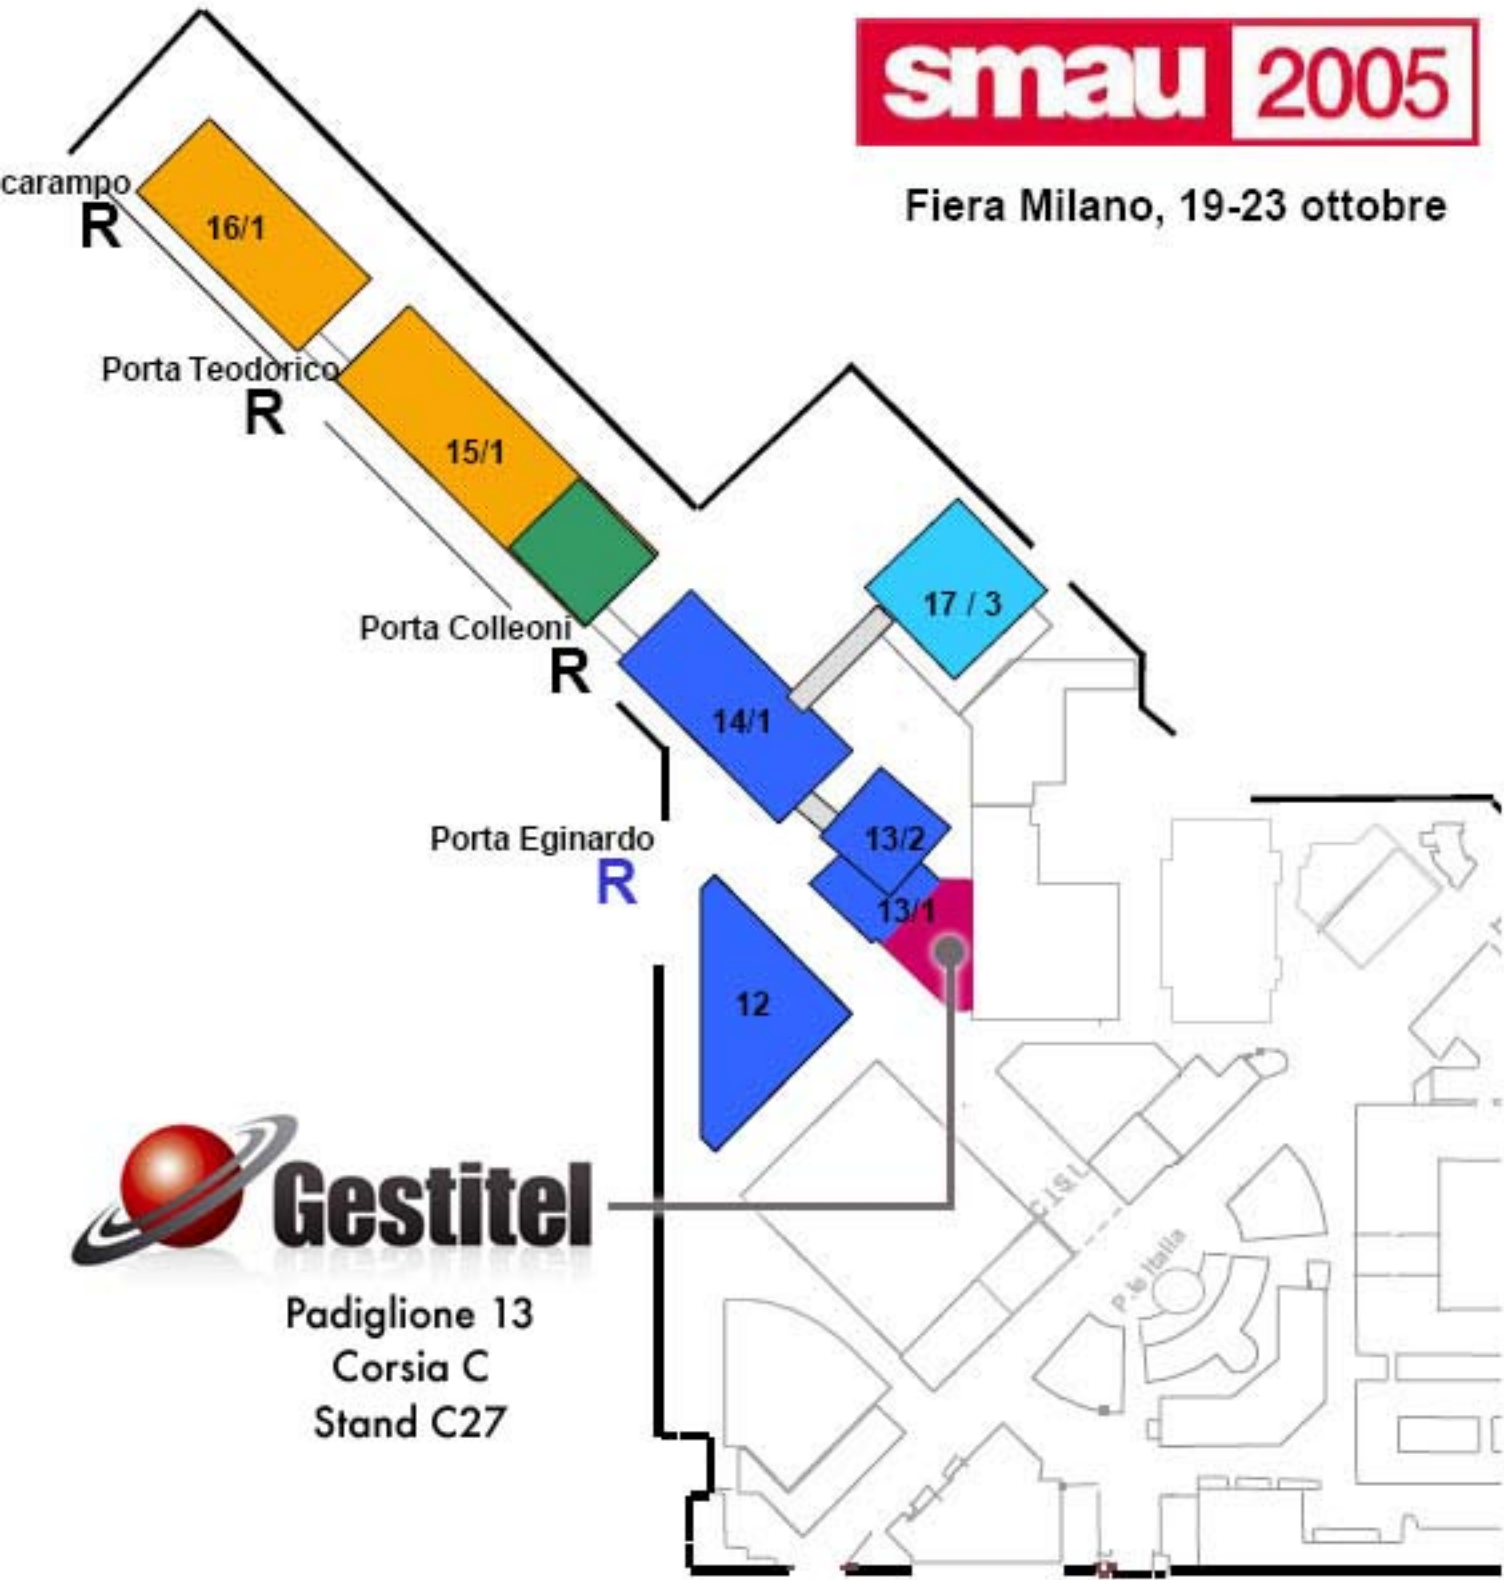 smau 2005
Fiera Milano, 19-23 ottobre
carampo
R
16/1
Porta Teodorico
R
15/1
17 / 3
Porta Colleoni
R
14/1
Porta Eginardo
R
13/2
13/1
12
Gestitel
Padiglione 13
Corsia C
Stand C27
CISL
P.le Italia